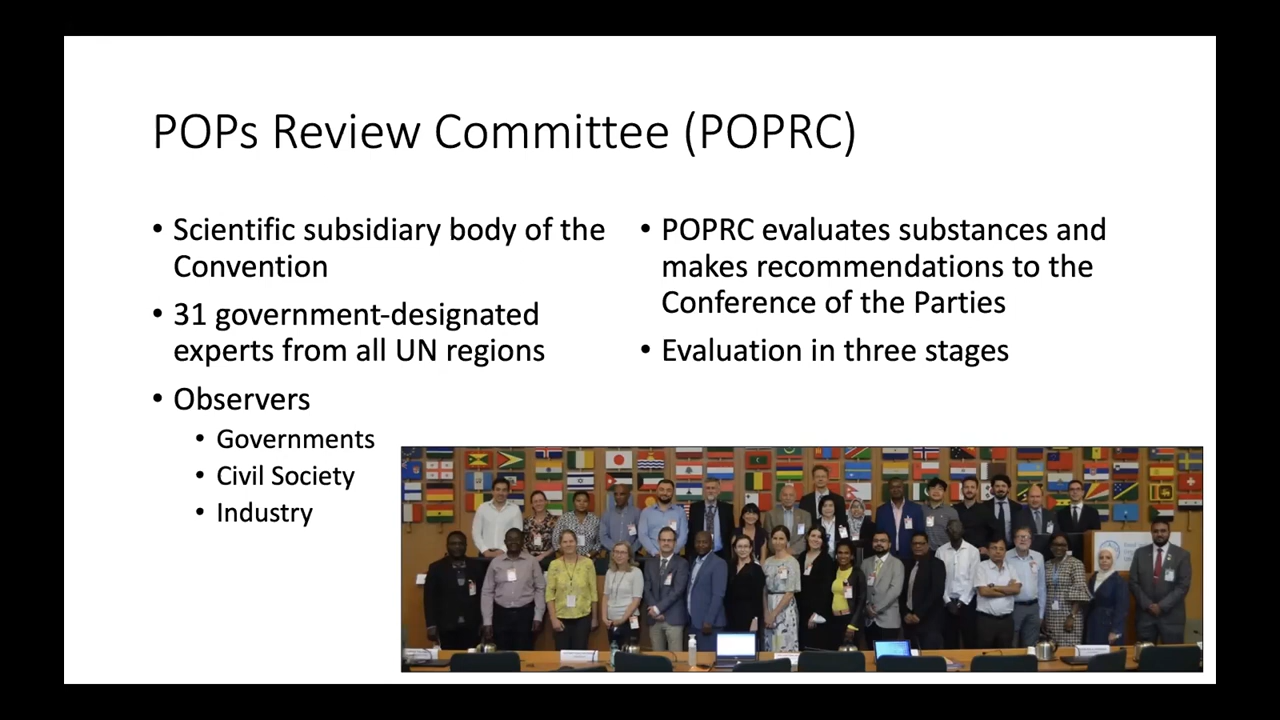 POPs Review Committee (POPRC)
• Scientific subsidiary body of the
Convention
• 31 government-designated
experts from all UN regions
• Observers
• Governments
• Civil Society
• Industry
• POPRC evaluates substances and
makes recommendations to the
Conference of the Parties
• Evaluation in three stages